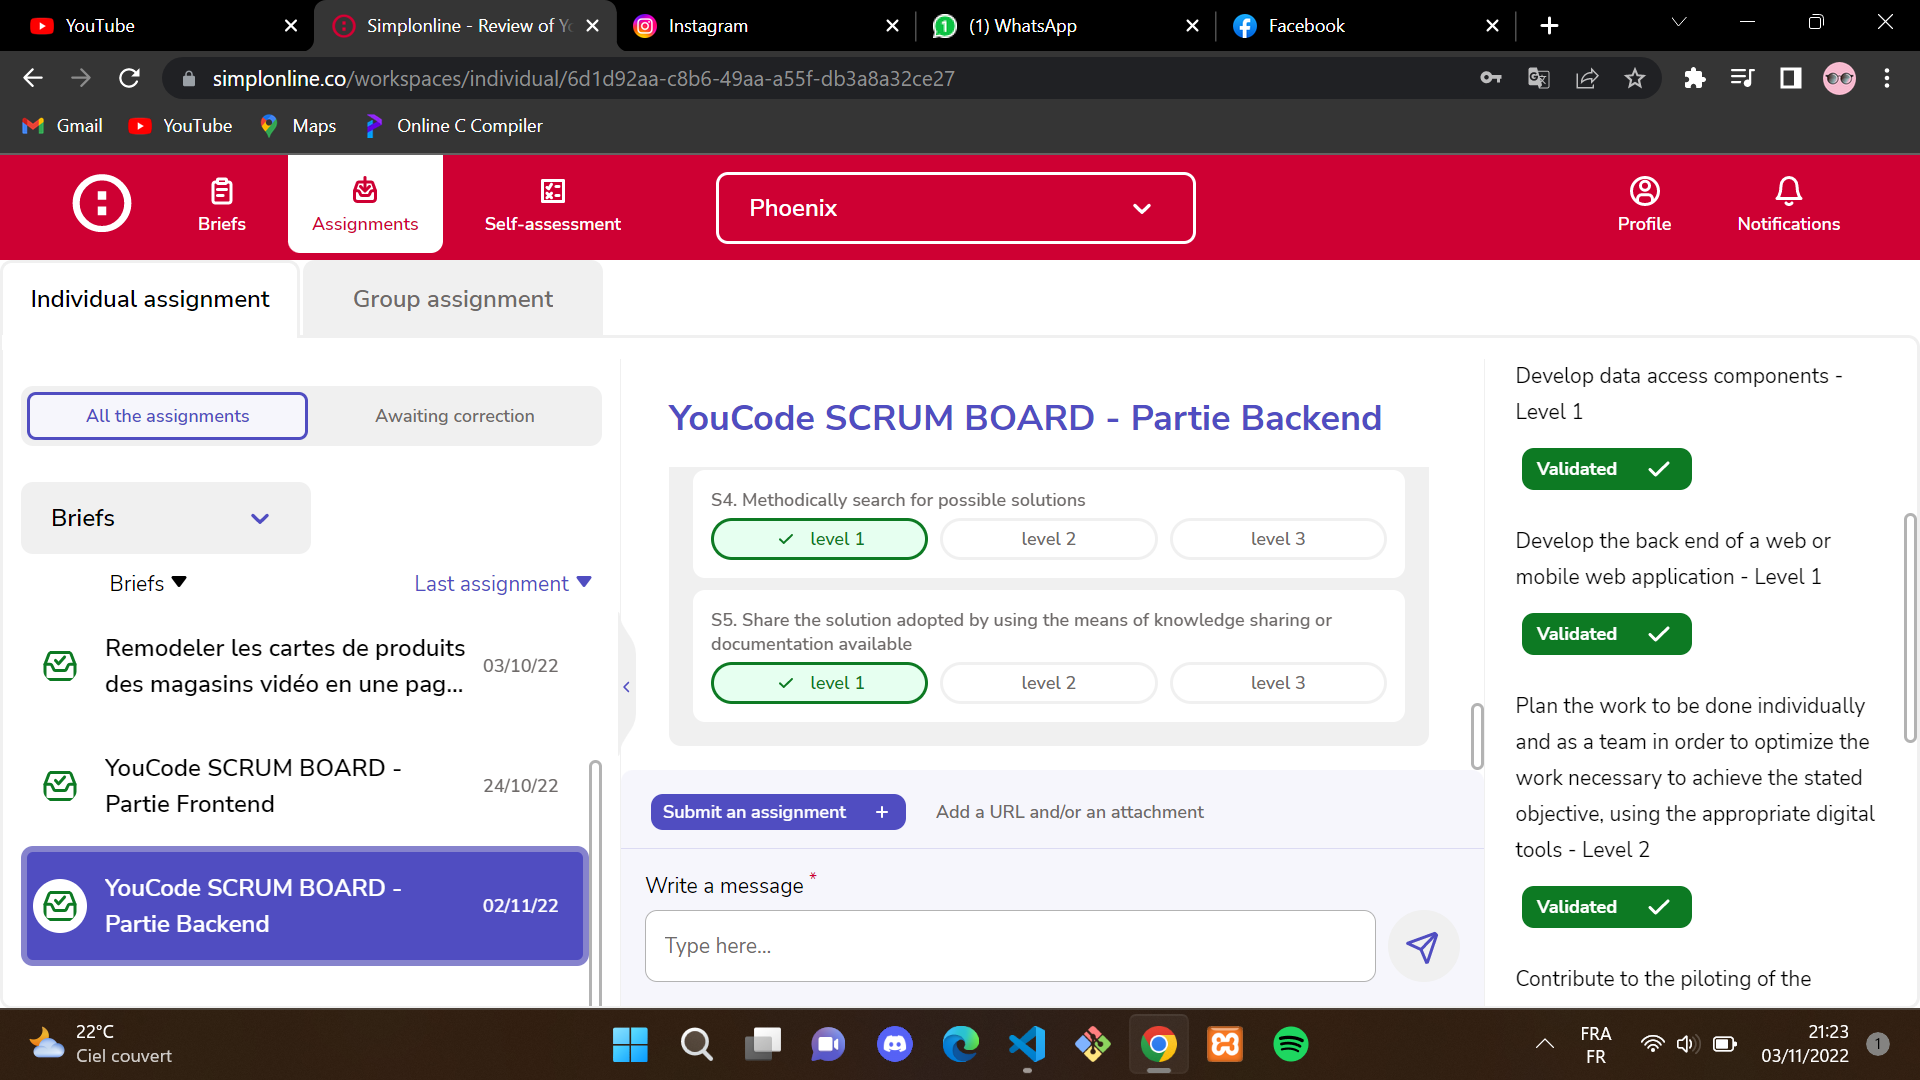 YouTube
Simplonline - Review of Yo
Instagram
(1) WhatsApp
Facebook
simplonline.co/workspaces/individual/6d1d92aa-c8b6-49aa-a55f-db3a8a32ce27
Gmail
YouTube
Maps
Online C Compiler
Briefs
Assignments
Self-assessment
Phoenix
Profile
Notifications
Individual assignment
Group assignment
All the assignments
Awaiting correction
Briefs
Briefs
Last assignment
Remodeler les cartes de produits
des magasins vidéo en une pag...
03/10/22
YouCode SCRUM BOARD -
Partie Frontend
24/10/22
YouCode SCRUM BOARD -
Partie Backend
02/11/22
YouCode SCRUM BOARD - Partie Backend
S4. Methodically search for possible solutions
level 1
level 2
level 3
S5. Share the solution adopted by using the means of knowledge sharing or
documentation available
level 1
level 2
level 3
Submit an assignment +
Add a URL and/or an attachment
Write a message *
Type here...
Develop data access components -
Level 1
Validated
Develop the back end of a web or
mobile web application - Level 1
Validated
Plan the work to be done individually
and as a team in order to optimize the
work necessary to achieve the stated
objective, using the appropriate digital
tools - Level 2
Validated
Contribute to the piloting of the
22°C
Ciel couvert
FRA
FR
21:23
03/11/2022
1